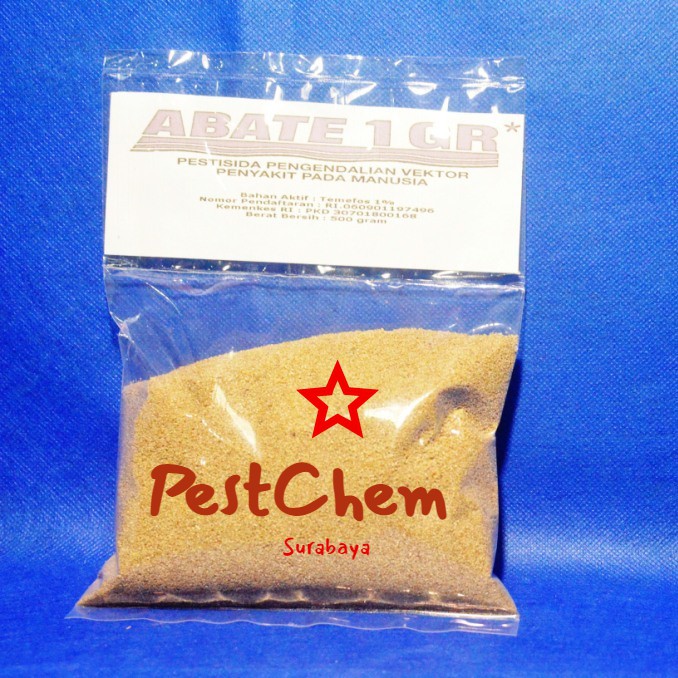 ABATE 1GR*
PESTISIDA PENGENDALIAN VEKTOR
PENYAKIT PADA MANUSIA
Bahan Aktif : Temefos 1%
Nomor Pendaftaran : RI.060901197496
Kemenkes RI : PKD 30701800168
Berat Bersih : 500 gram
PestChem
Surabaya